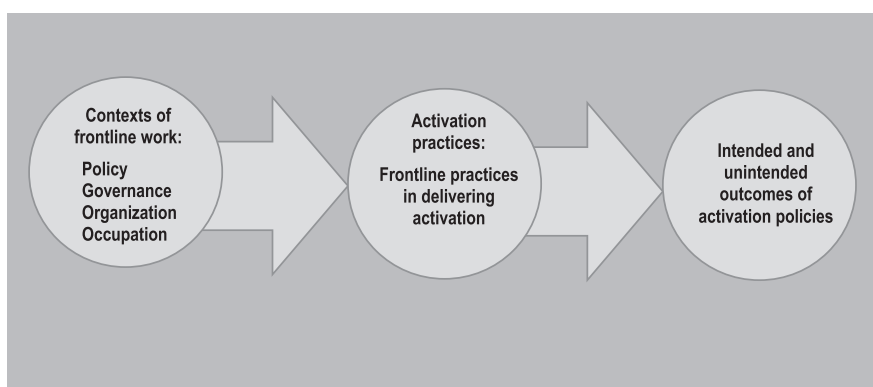 Contexts of
frontline work:
Policy
Governance
Organization
Occupation
Activation
practices:
Frontline practices
in delivering
activation
Intended and
unintended
outcomes of
activation policies